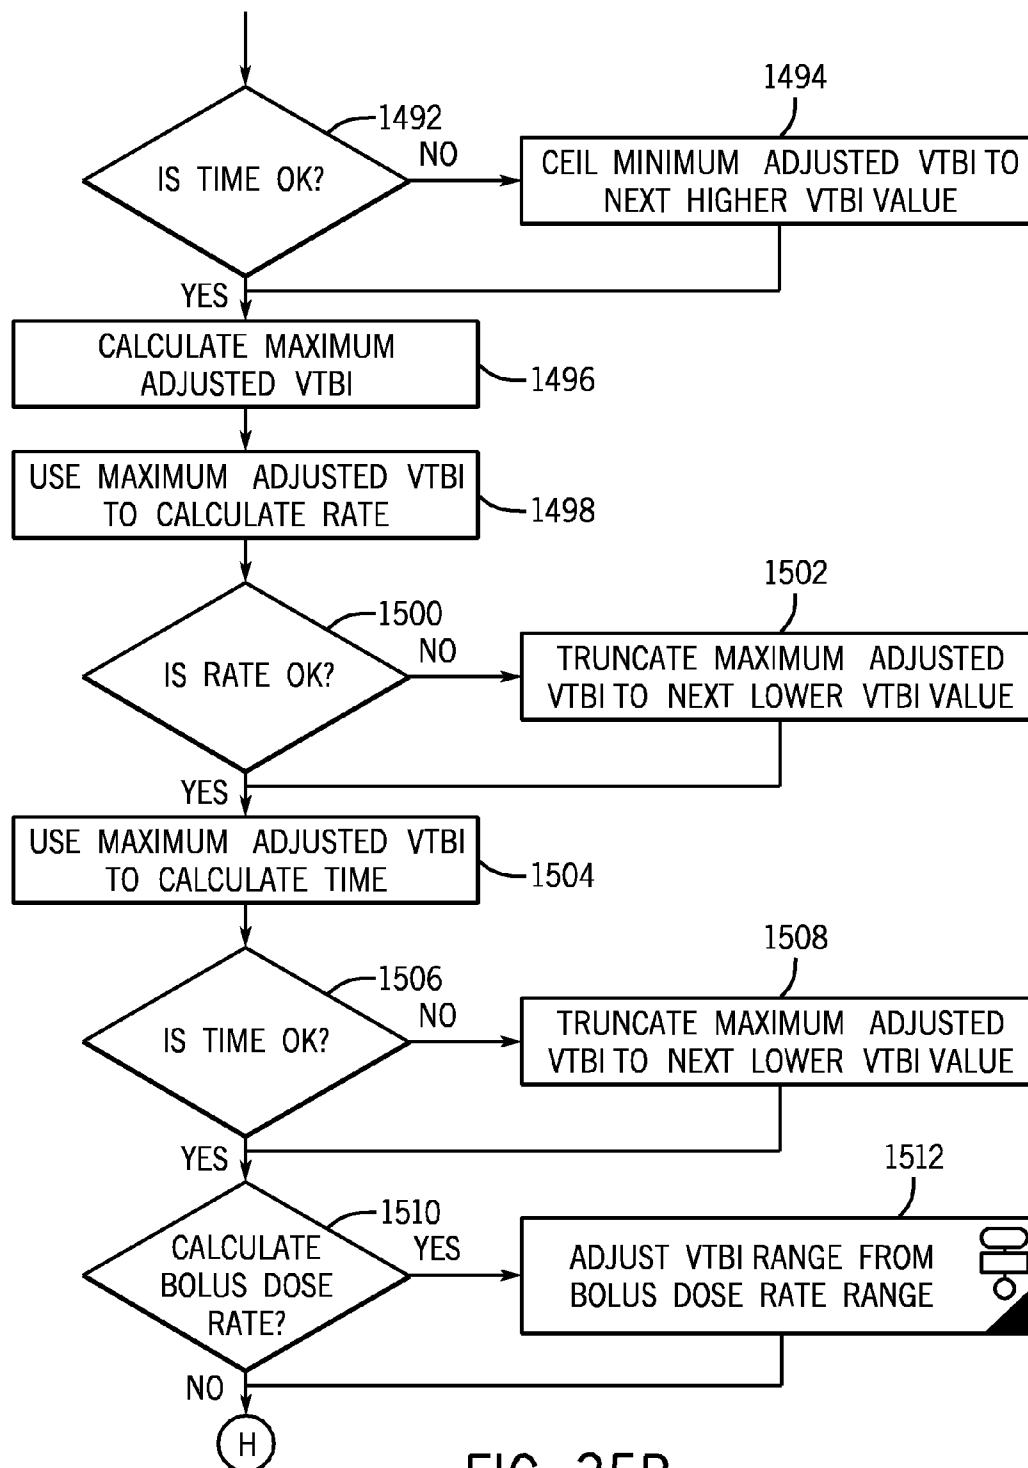 1492
IS TIME OK?
NO
1494
CEIL MINIMUM ADJUSTED VTBI TO
NEXT HIGHER VTBI VALUE
YES
CALCULATE MAXIMUM
ADJUSTED VTBI
1496
USE MAXIMUM ADJUSTED VTBI
TO CALCULATE RATE
1498
1500
IS RATE OK?
NO
1502
TRUNCATE MAXIMUM ADJUSTED
VTBI TO NEXT LOWER VTBI VALUE
YES
USE MAXIMUM ADJUSTED VTBI
TO CALCULATE TIME
1504
1506
IS TIME OK?
NO
1508
TRUNCATE MAXIMUM ADJUSTED
VTBI TO NEXT LOWER VTBI VALUE
YES
1510
CALCULATE
BOLUS DOSE
RATE?
YES
1512
ADJUST VTBI RANGE FROM
BOLUS DOSE RATE RANGE
NO
H
FIG. 35B